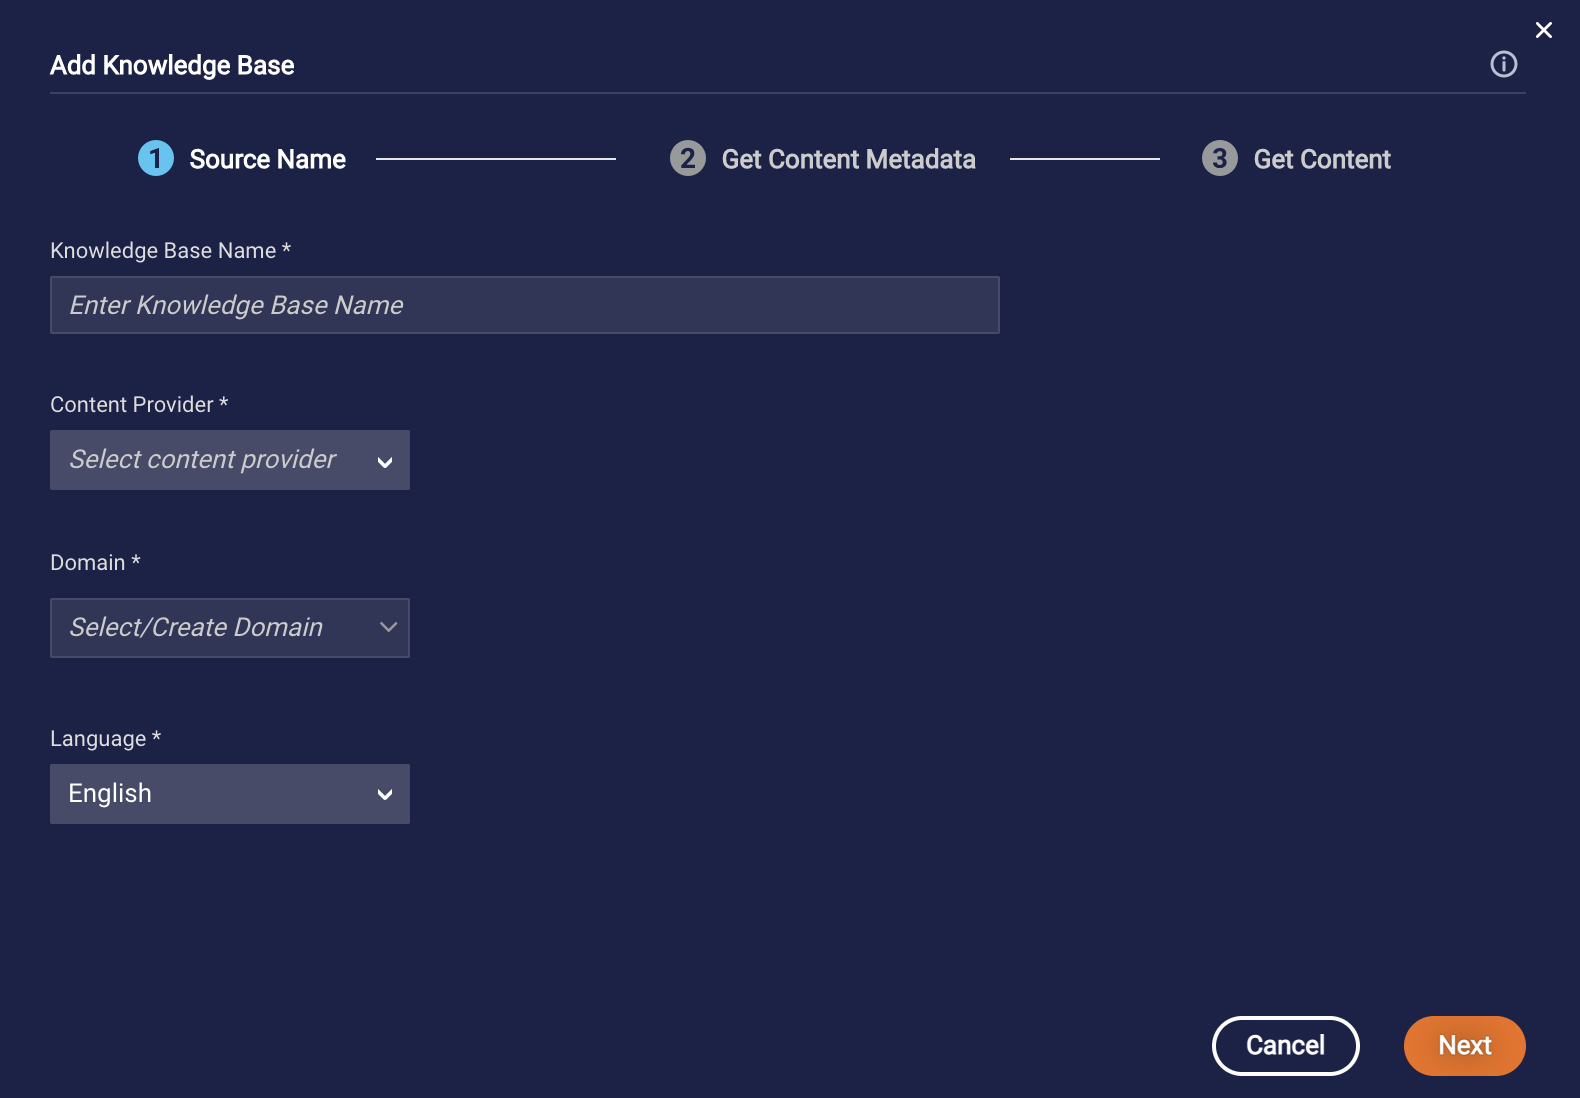 Add Knowledge Base
1 Source Name
2 Get Content Metadata
3 Get Content
Knowledge Base Name *
Enter Knowledge Base Name
Content Provider *
Select content provider
Domain *
Select/Create Domain
Language *
English
Cancel
Next